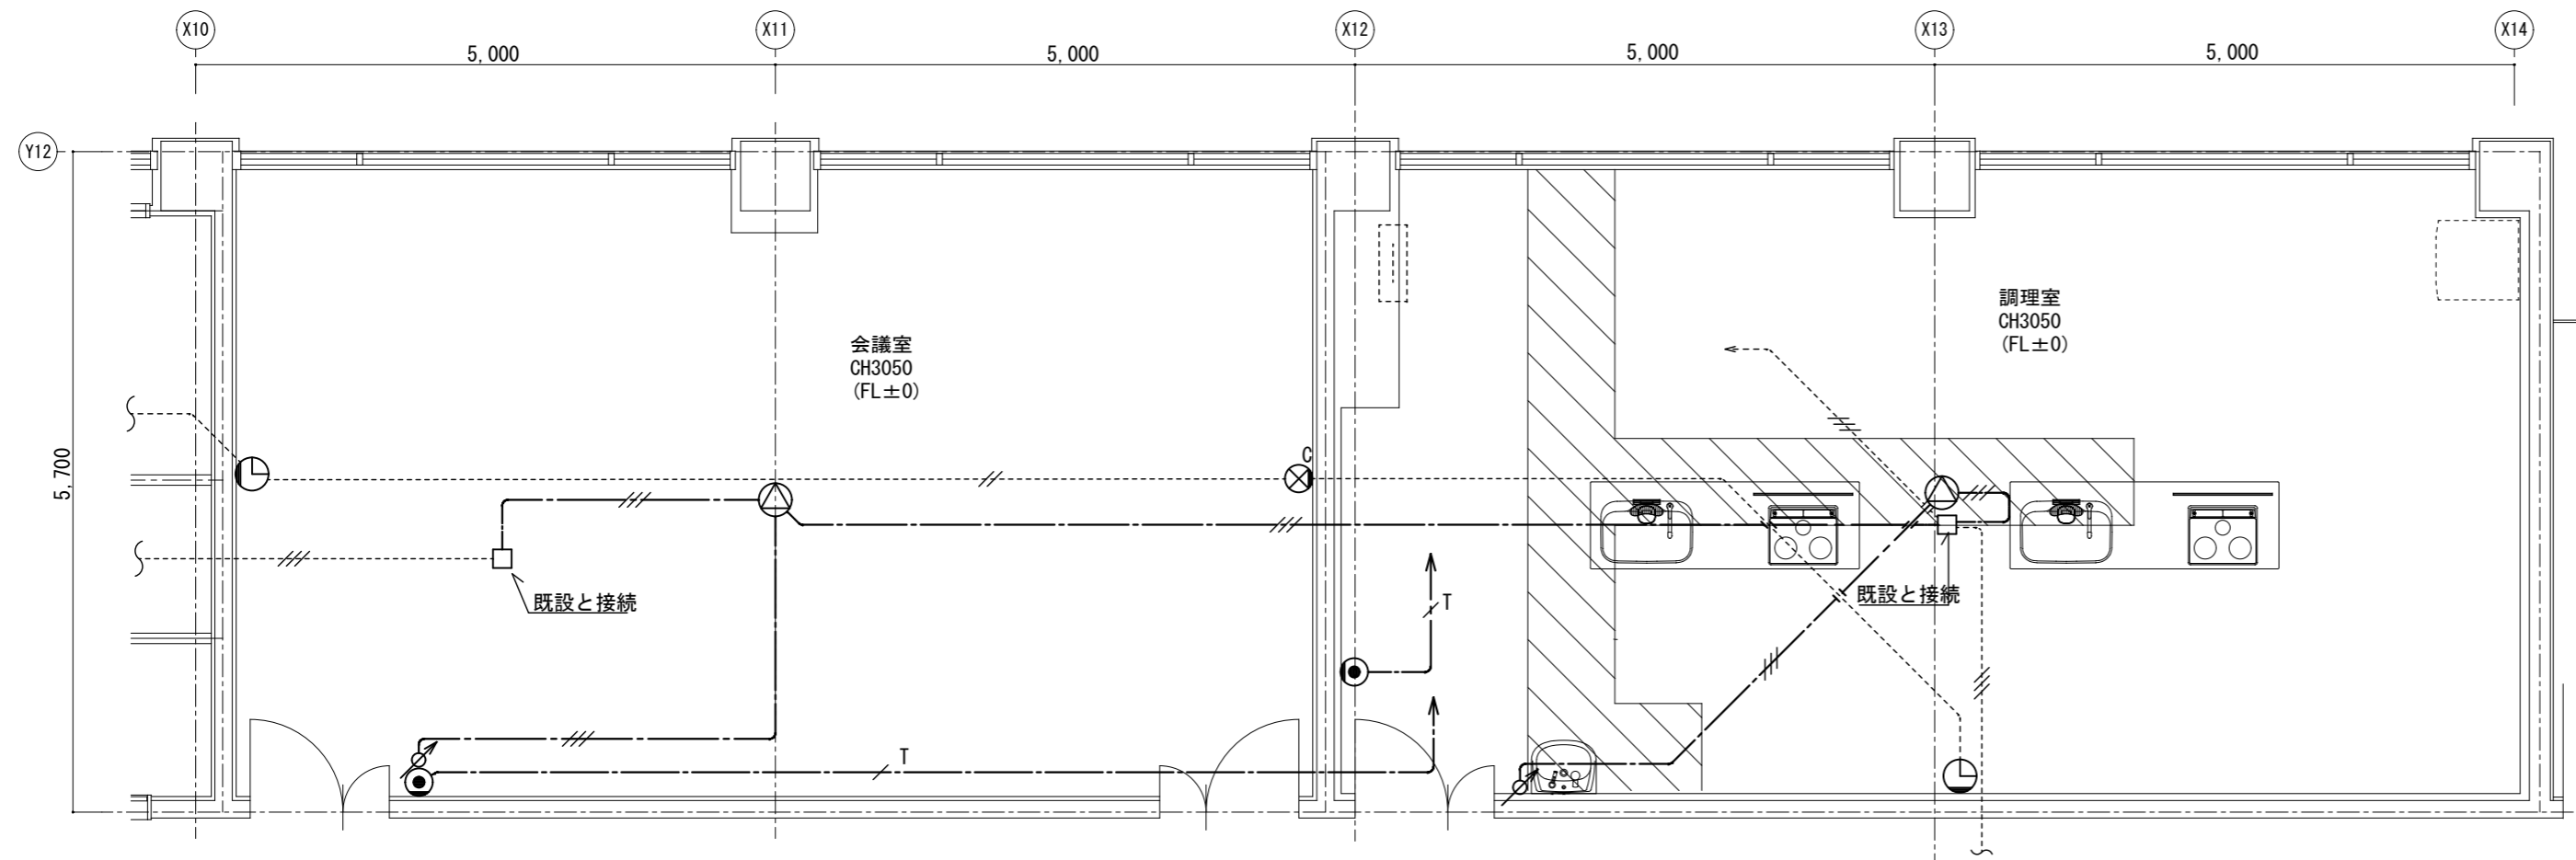 X10
X11
X12
X13
X14
5,000
5,000
5,000
5,000
Y12
5,700
会議室
CH3050
(FL±0)
調理室
CH3050
(FL±0)
C
既設と接続
既設と接続
T
T